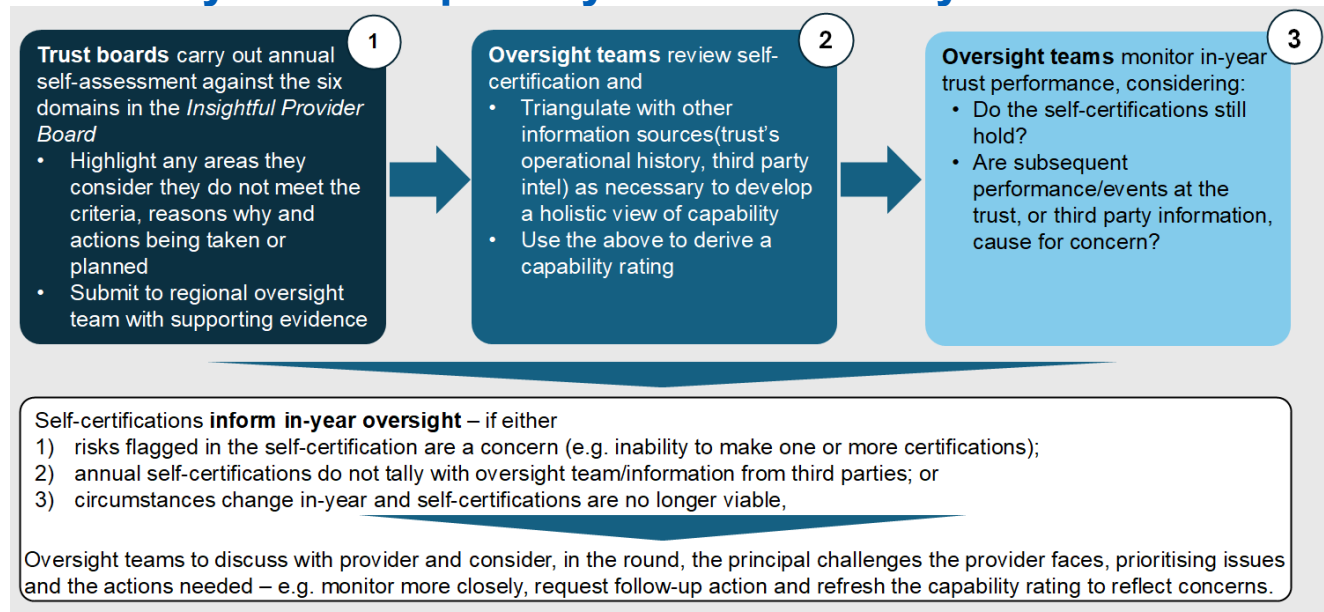 1
Trust boards carry out annual
self-assessment against the six
domains in the Insightful Provider
Board
• Highlight any areas they
consider they do not meet the
criteria, reasons why and
actions being taken or
planned
• Submit to regional oversight
team with supporting evidence
2
Oversight teams review self-
certification and
• Triangulate with other
information sources(trust's
operational history, third party
intel) as necessary to develop
a holistic view of capability
• Use the above to derive a
capability rating
3
Oversight teams monitor in-year
trust performance, considering:
• Do the self-certifications still
hold?
• Are subsequent
performance/events at the
trust, or third party information,
cause for concern?
Self-certifications inform in-year oversight – if either
1) risks flagged in the self-certification are a concern (e.g. inability to make one or more certifications);
2) annual self-certifications do not tally with oversight team/information from third parties; or
3) circumstances change in-year and self-certifications are no longer viable,
Oversight teams to discuss with provider and consider, in the round, the principal challenges the provider faces, prioritising issues
and the actions needed – e.g. monitor more closely, request follow-up action and refresh the capability rating to reflect concerns.